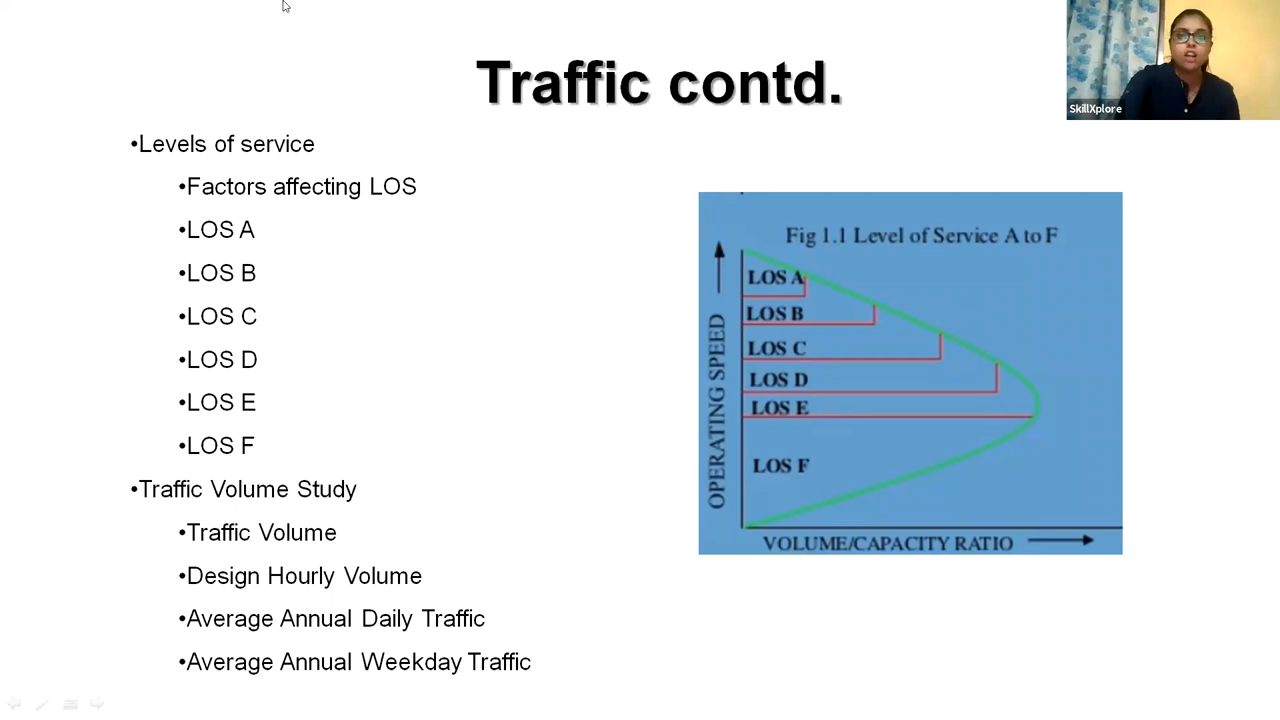 Traffic contd.
SkillXplore
•Levels of service
•Factors affecting LOS
•LOS A
•LOS B
•LOS C
•LOS D
•LOS E
•LOS F
•Traffic Volume Study
•Traffic Volume
•Design Hourly Volume
•Average Annual Daily Traffic
•Average Annual Weekday Traffic
Fig 1.1 Level of Service A to F
OPERATING SPEED
LOS A
LOS B
LOS C
LOS D
LOS E
LOS F
VOLUME/CAPACITY RATIO